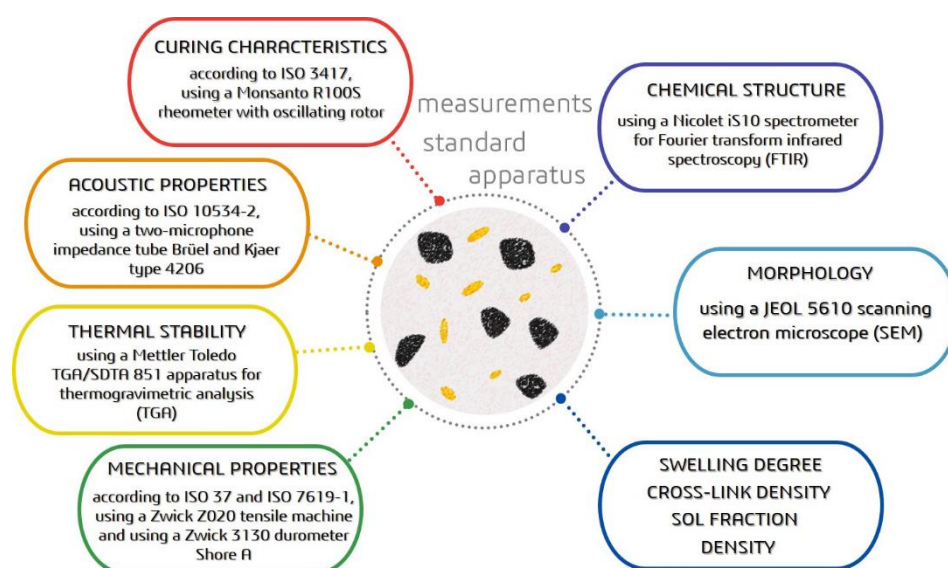 CURING CHARACTERISTICS
according to ISO 3417,
using a Monsanto R100S
rheometer with oscillating rotor
measurements
standard
apparatus
CHEMICAL STRUCTURE
using a Nicolet iS10 spectrometer
for Fourier transform infrared
spectroscopy (FTIR)
ACOUSTIC PROPERTIES
according to ISO 10534-2,
using a two-microphone
impedance tube Brüel and Kjaer
type 4206
MORPHOLOGY
using a JEOL 5610 scanning
electron microscope (SEM)
THERMAL STABILITY
using a Mettler Toledo
TGA/SDTA 851 apparatus for
thermogravimetric analysis
(TGA)
MECHANICAL PROPERTIES
according to ISO 37 and ISO 7619-1,
using a Zwick Z020 tensile machine
and using a Zwick 3130 durometer
Shore A
SWELLING DEGREE
CROSS-LINK DENSITY
SOL FRACTION
DENSITY